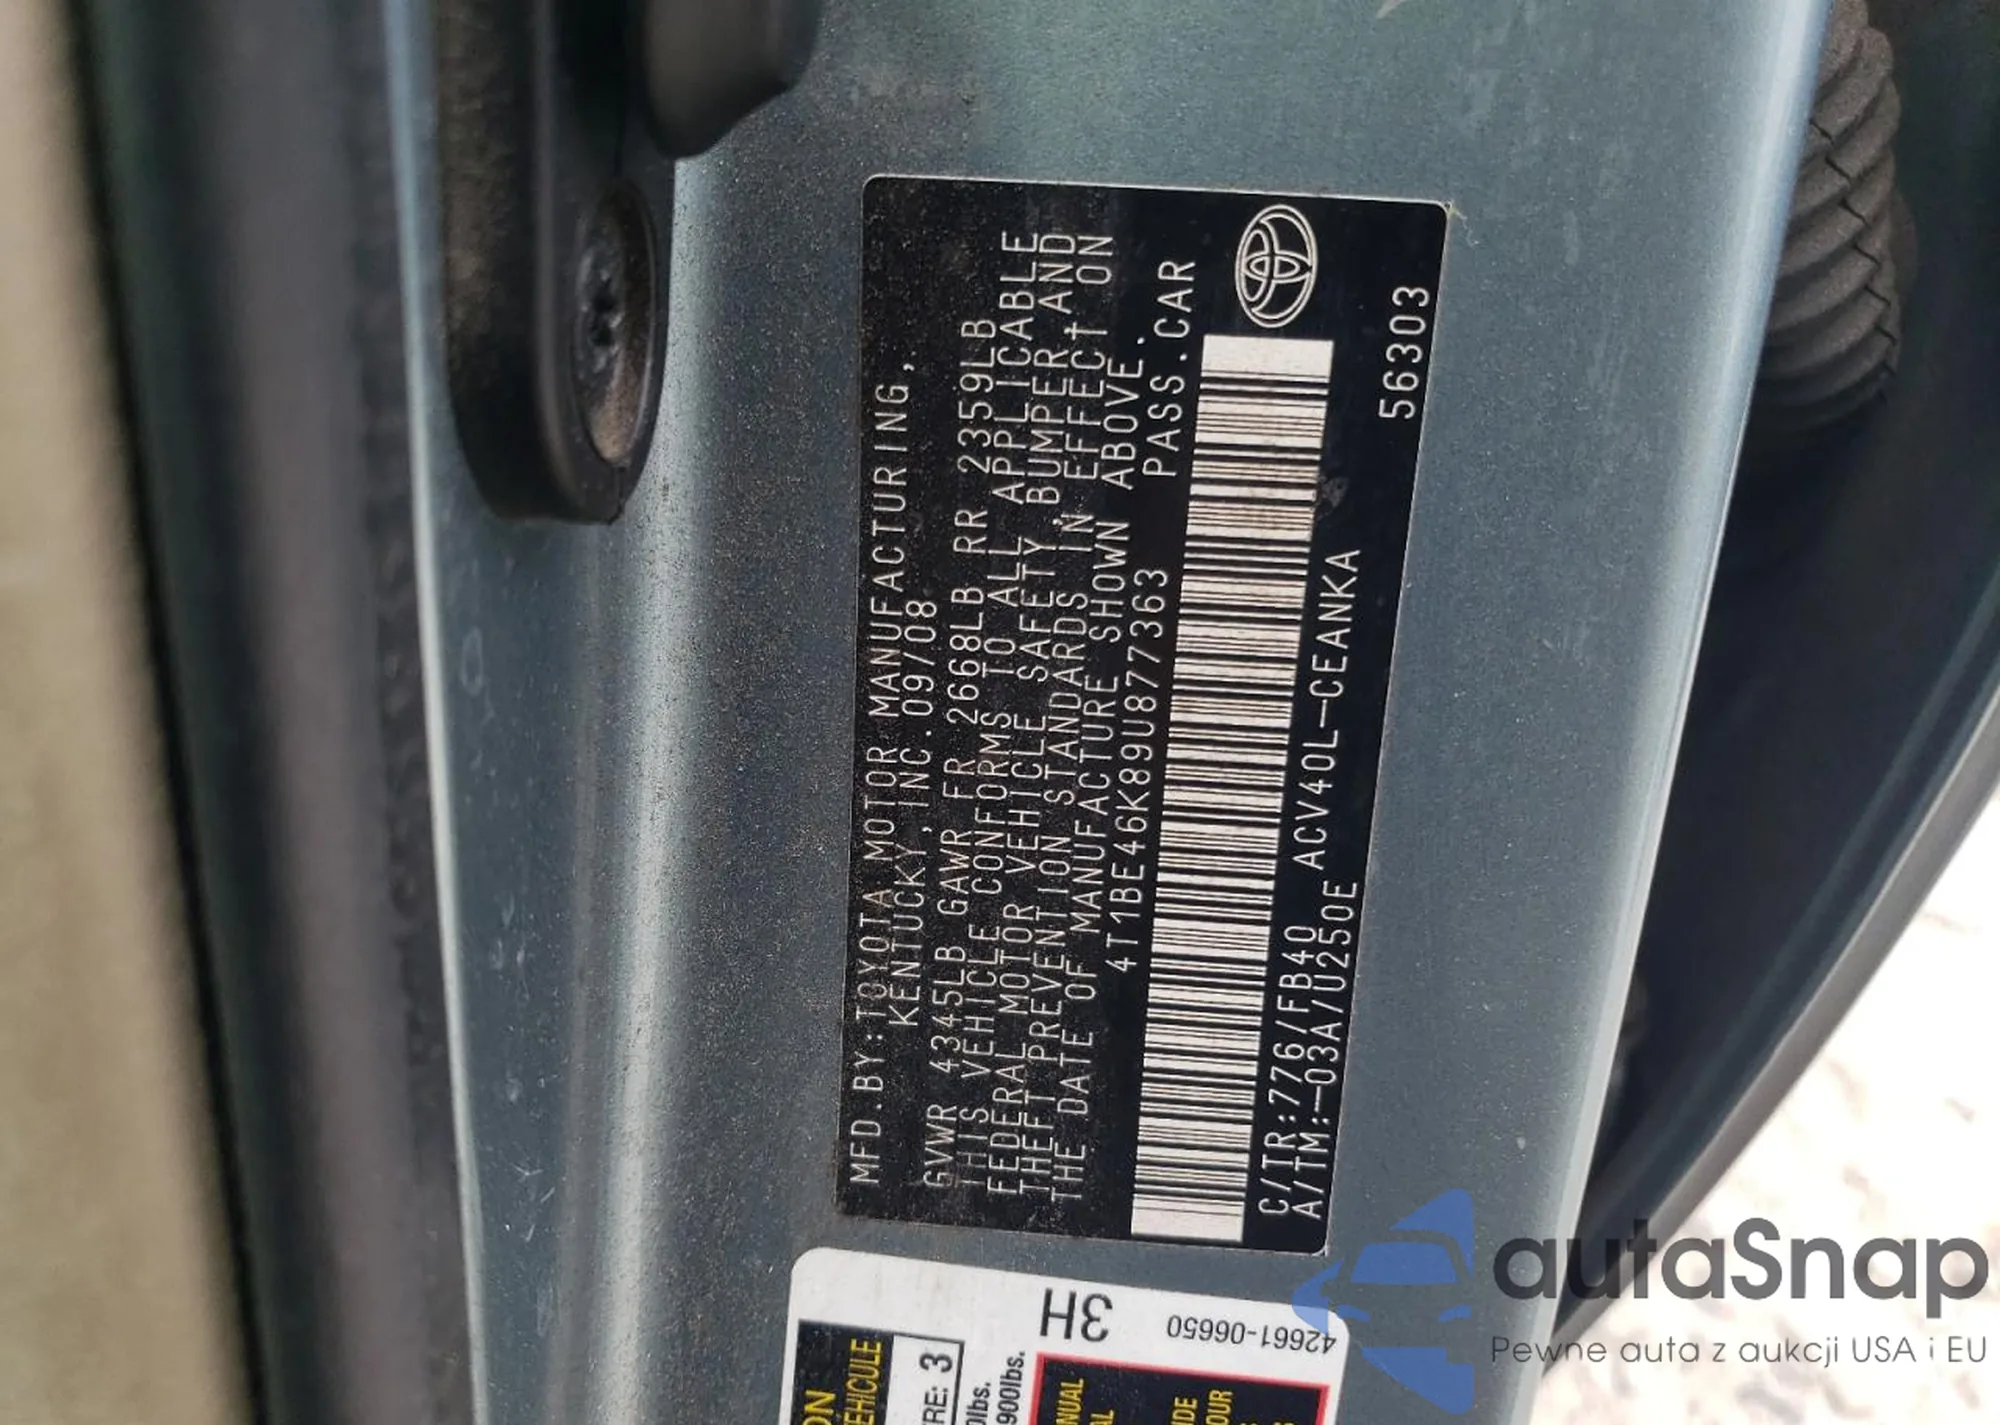 MFD.BY:TOYOTA MOTOR MANUFACTURING,
KENTUCKY, INC. 09/08
GVWR 4345LB GAWR FR 2668LB RR 2359LB
THIS VEHICLE CONFORMS TO ALL APPLICABLE
FEDERAL MOTOR VEHICLE SAFETY, BUMPER, AND
THEFT PREVENTION STANDARDS IN EFFECT ON
THE DATE OF MANUFACTURE SHOWN ABOVE.
4T1BE46K89U877363 PASS.CAR
C/TR:776/FB40 ACV40L-CEANKA
A/TM:-03A/U250E
56303
3H
42661-06650
3
900lbs.
autaSnap
Pewne auta z aukcji USA i EU